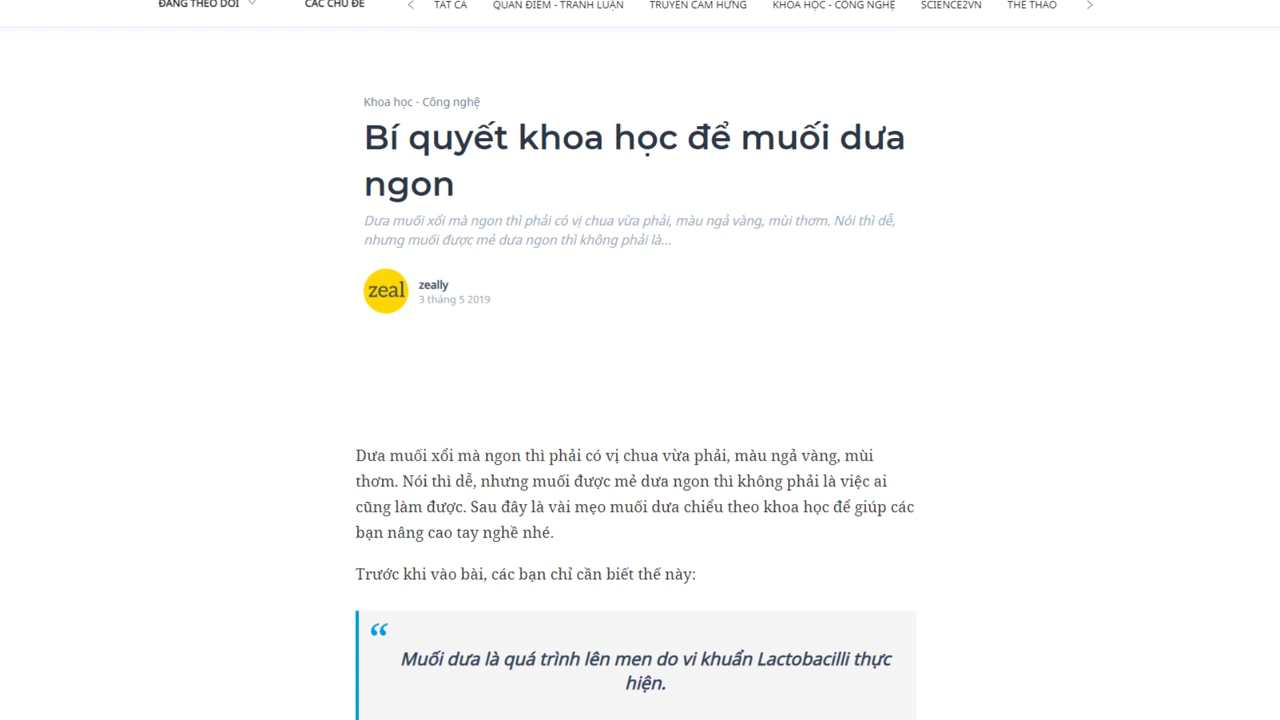 ĐANG THEO DÕI
CÁC CHỦ ĐỀ
TẤT CẢ
QUAN ĐIỂM - TRANH LUẬN
TRUYỀN CẢM HỨNG
KHOA HỌC - CÔNG NGHỆ
SCIENCE2VN
THỂ THAO
Khoa học - Công nghệ
Bí quyết khoa học để muối dưa
ngon
Dưa muối xổi mà ngon thì phải có vị chua vừa phải, màu ngả vàng, mùi thơm. Nói thì dễ,
nhưng muối được mẻ dưa ngon thì không phải là...
zeal
zeally
3 tháng 5 2019
Dưa muối xổi mà ngon thì phải có vị chua vừa phải, màu ngả vàng, mùi
thơm. Nói thì dễ, nhưng muối được mẻ dưa ngon thì không phải là việc ai
cũng làm được. Sau đây là vài mẹo muối dưa chiểu theo khoa học để giúp các
bạn nâng cao tay nghề nhé.
Trước khi vào bài, các bạn chỉ cần biết thế này:
“
Muối dưa là quá trình lên men do vi khuẩn Lactobacilli thực
hiện.